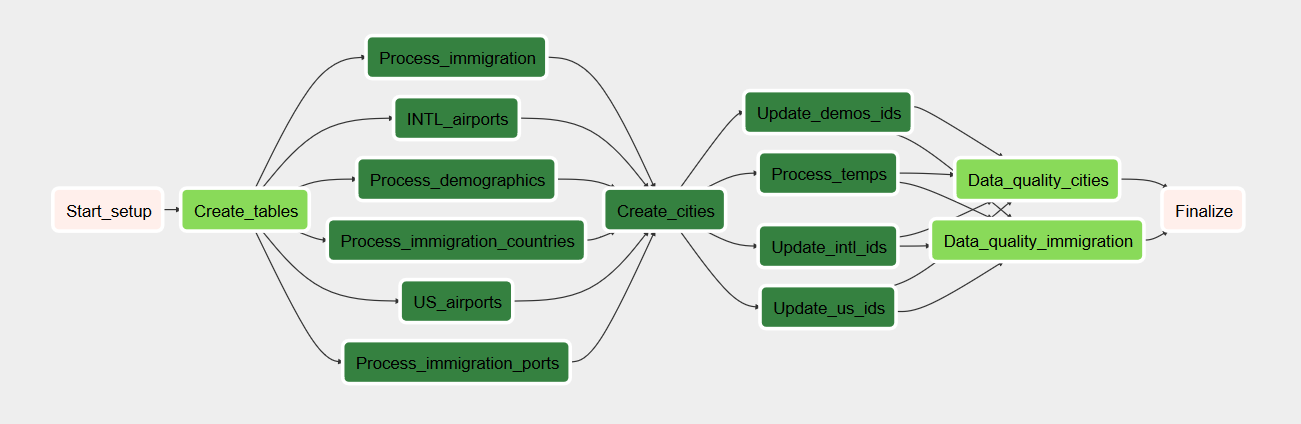 Start_setup
Create_tables
Process_immigration
INTL_airports
Process_demographics
Process_immigration_countries
US_airports
Process_immigration_ports
Create_cities
Update_demos_ids
Process_temps
Update_intl_ids
Update_us_ids
Data_quality_cities
Data_quality_immigration
Finalize